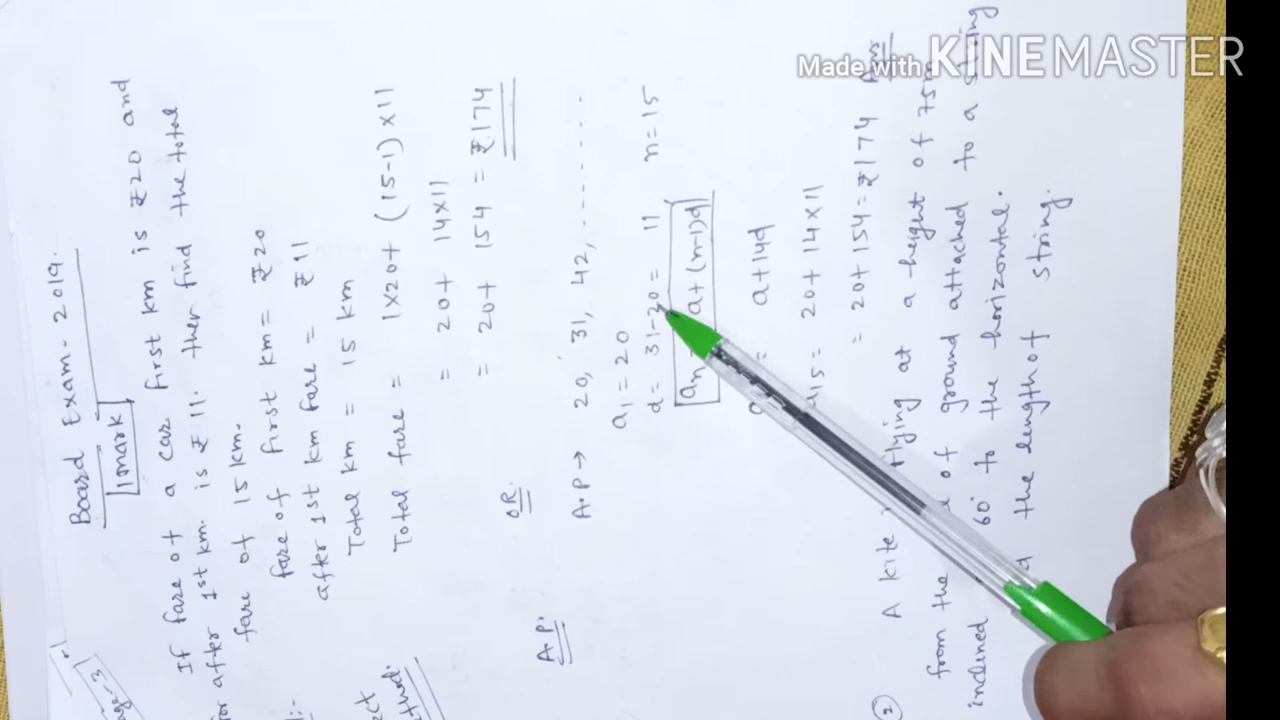 Made with KINEMASTER
Board Exam-2019.
1 mark
If fare of a car first km is ₹20 and
for after 1st km. is ₹11. then find the total
fare of 15 km.
fare of first km = ₹20
after 1st km fare = ₹11
Total km = 15 km
Total fare = 1×20+ (15-1)×11
= 20+ 14×11
= 20+ 154 = ₹174
OR
A.P.
A.P → 20, 31, 42, ........
a1 = 20
d = 31-20 = 11 n=15
an a+(n-1)d
= a+14d
15 = 20+14×11
= 20+154=₹174 Ans
② A kite flying at a height of 75m
from the of ground attached to a string
inclined 60° to the horizontal.
the length of string.